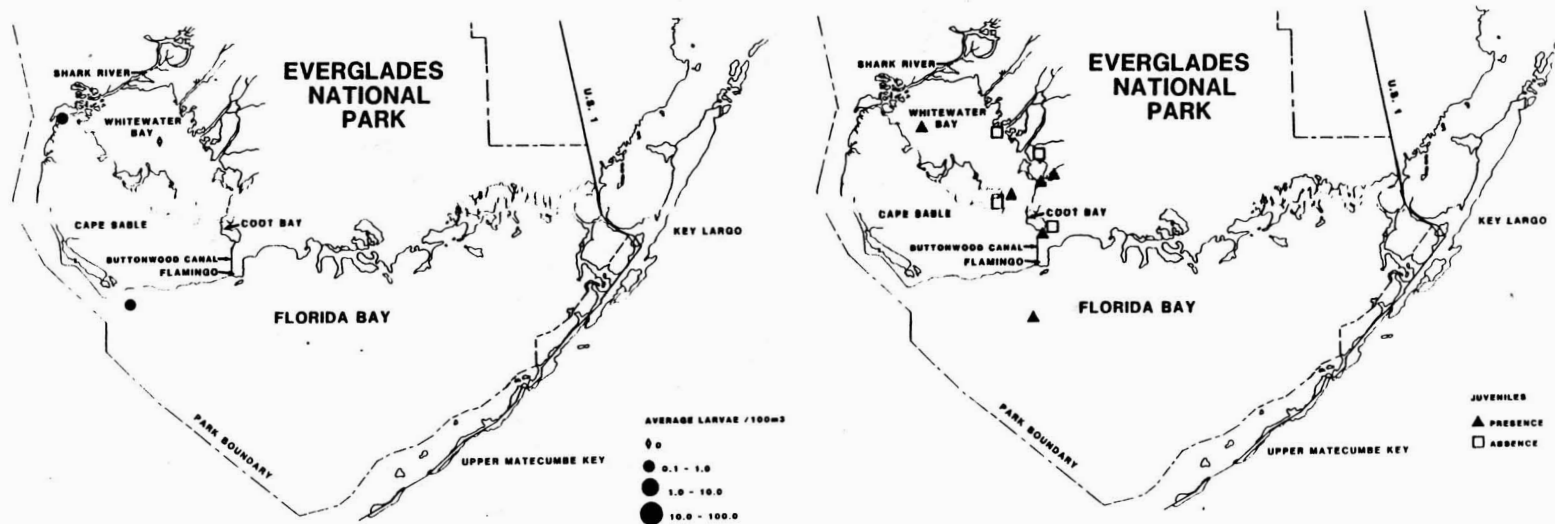 SHARK RIVER
EVERGLADES
NATIONAL
PARK
WHITEWATER
BAY
U.S. 1
CAPE SABLE
COOT BAY
KEY LARGO
BUTTONWOOD CANAL
FLAMINGO
FLORIDA BAY
PARK BOUNDARY
UPPER MATECUMBE KEY
AVERAGE LARVAE /100m3
0
0.1 - 1.0
1.0 - 10.0
10.0 - 100.0
SHARK RIVER
EVERGLADES
NATIONAL
PARK
WHITEWATER
BAY
U.S. 1
CAPE SABLE
COOT BAY
KEY LARGO
BUTTONWOOD CANAL
FLAMINGO
FLORIDA BAY
PARK BOUNDARY
UPPER MATECUMBE KEY
JUVENILES
PRESENCE
ABSENCE